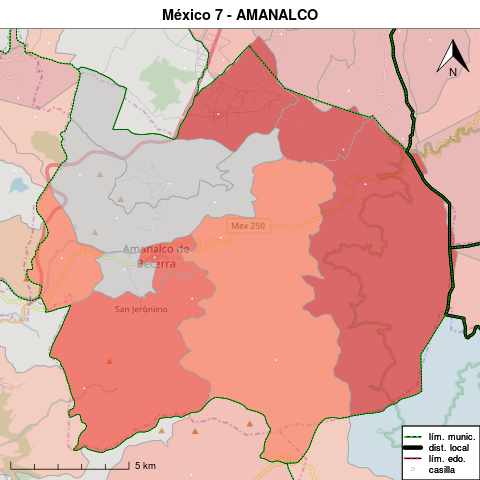 México 7 - AMANALCO
N
Mex 250
Amanalco de
Becerra
San Jerónimo
5 km
lím. munic.
dist. local
lím. edo.
casilla